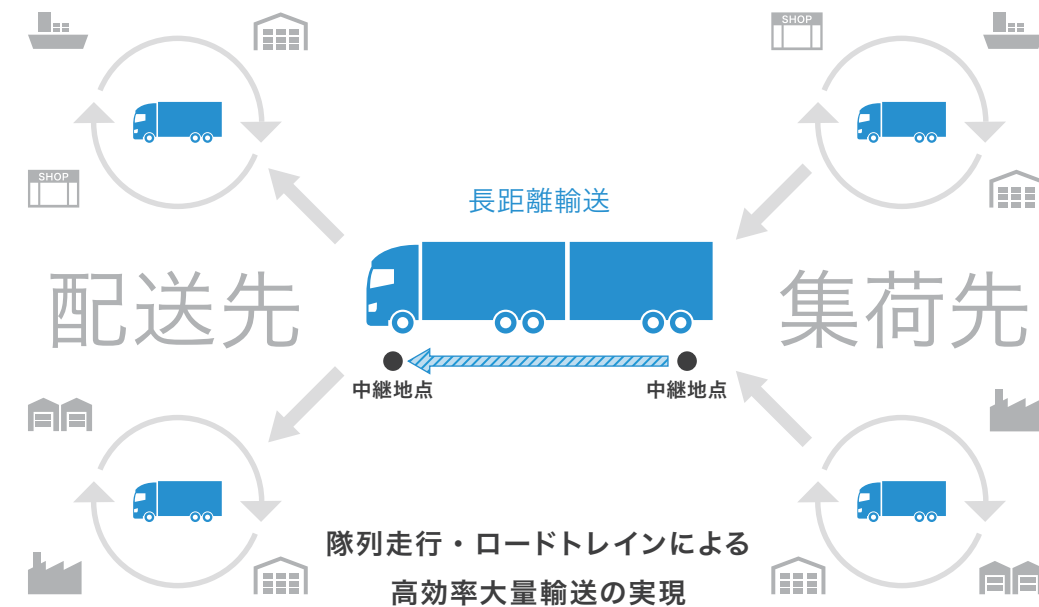 SHOP
SHOP
長距離輸送
配送先
集荷先
中継地点
中継地点
隊列走行・ロードトレインによる
高効率大量輸送の実現